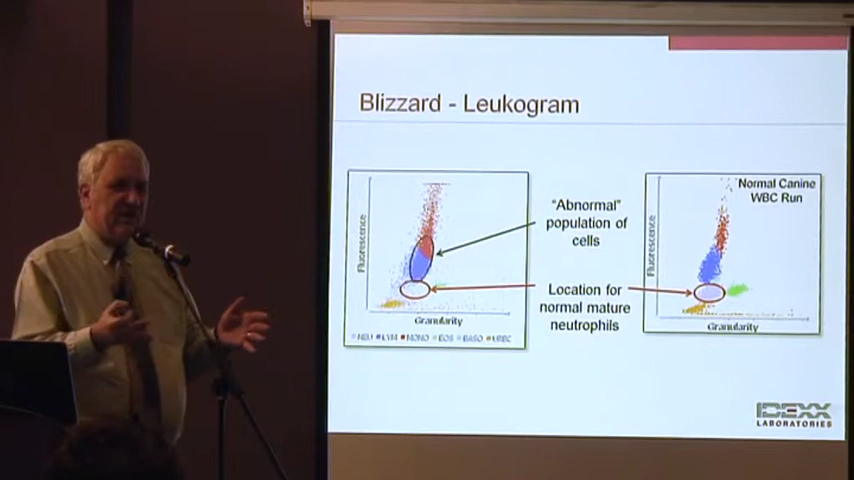 Blizzard - Leukogram
Fluorescence
Granularity
NEU LYM MONO EOS BASO URBC
"Abnormal"
population of
cells
Location for
normal mature
neutrophils
Normal Canine
WBC Run
Fluorescence
Granularity
IDEXX
LABORATORIES